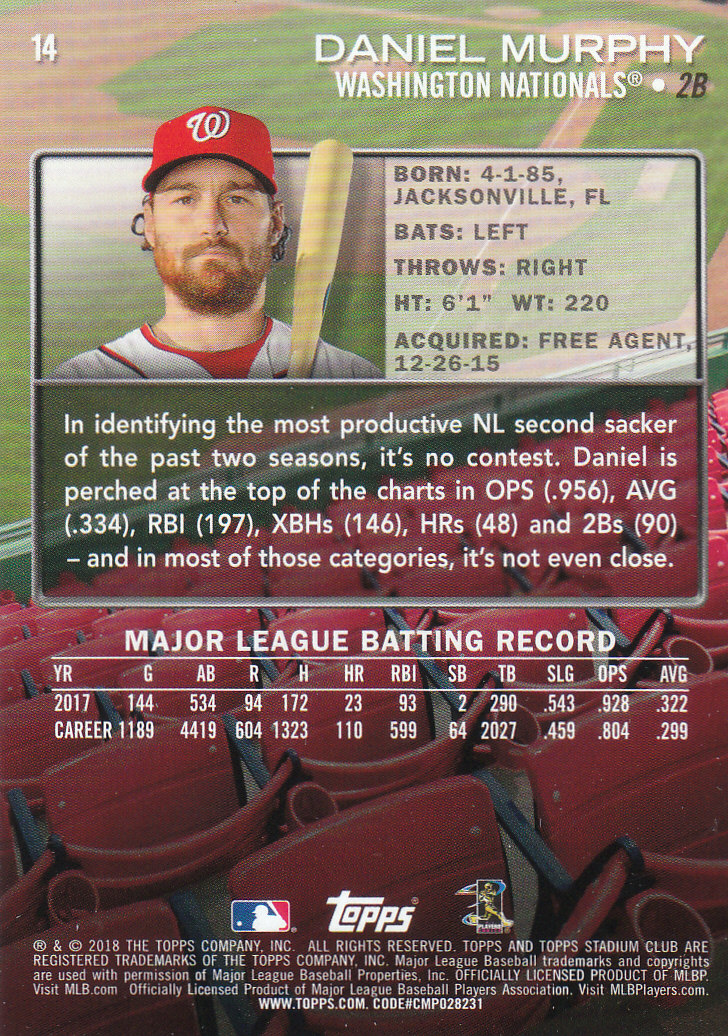 14
DANIEL MURPHY
WASHINGTON NATIONALS® • 2B
BORN: 4-1-85,
JACKSONVILLE, FL
BATS: LEFT
THROWS: RIGHT
HT: 6'1" WT: 220
ACQUIRED: FREE AGENT,
12-26-15
In identifying the most productive NL second sacker
of the past two seasons, it's no contest. Daniel is
perched at the top of the charts in OPS (.956), AVG
(.334), RBI (197), XBHs (146), HRs (48) and 2Bs (90)
– and in most of those categories, it's not even close.
MAJOR LEAGUE BATTING RECORD
YR G AB R H HR RBI SB TB SLG OPS AVG
2017 144 534 94 172 23 93 2 290 .543 .928 .322
CAREER 1189 4419 604 1323 110 599 64 2027 .459 .804 .299
TOPPS®
PLAYERS
® & © 2018 THE TOPPS COMPANY, INC. ALL RIGHTS RESERVED. TOPPS AND TOPPS STADIUM CLUB ARE
REGISTERED TRADEMARKS OF THE TOPPS COMPANY, INC. Major League Baseball trademarks and copyrights
are used with permission of Major League Baseball Properties, Inc. OFFICIALLY LICENSED PRODUCT OF MLBP.
Visit MLB.com Officially Licensed Product of Major League Baseball Players Association. Visit MLBPlayers.com.
WWW.TOPPS.COM. CODE#CMP028231